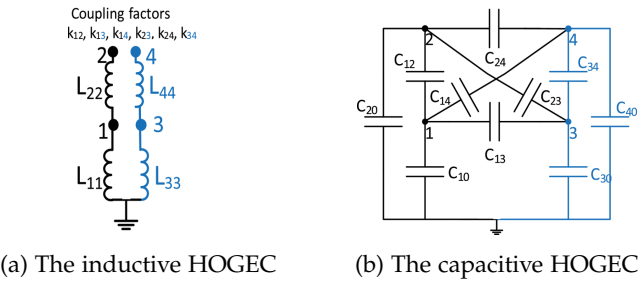 Coupling factors
k12, k13, k14, k23, k24, k34
2 4
L22 L44
1 3
L11 L33
(a) The inductive HOGEC
2 4
C24
C12 C34
C20 C14 C23 C40
1 3
C13
C10 C30
(b) The capacitive HOGEC